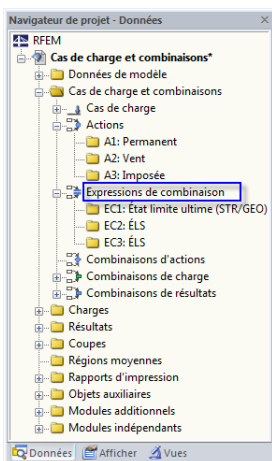 Navigateur de projet - Données
RFEM
Cas de charge et combinaisons*
Données de modèle
Cas de charge et combinaisons
Cas de charge
Actions
A1: Permanent
A2: Vent
A3: Imposée
Expressions de combinaison
EC1: État limite ultime (STR/GEO)
EC2: ÉLS
EC3: ÉLS
Combinaisons d'actions
Combinaisons de charge
Combinaisons de résultats
Charges
Résultats
Coupes
Régions moyennes
Rapports d'impression
Objets auxiliaires
Modules additionnels
Modules indépendants
Données Afficher Vues